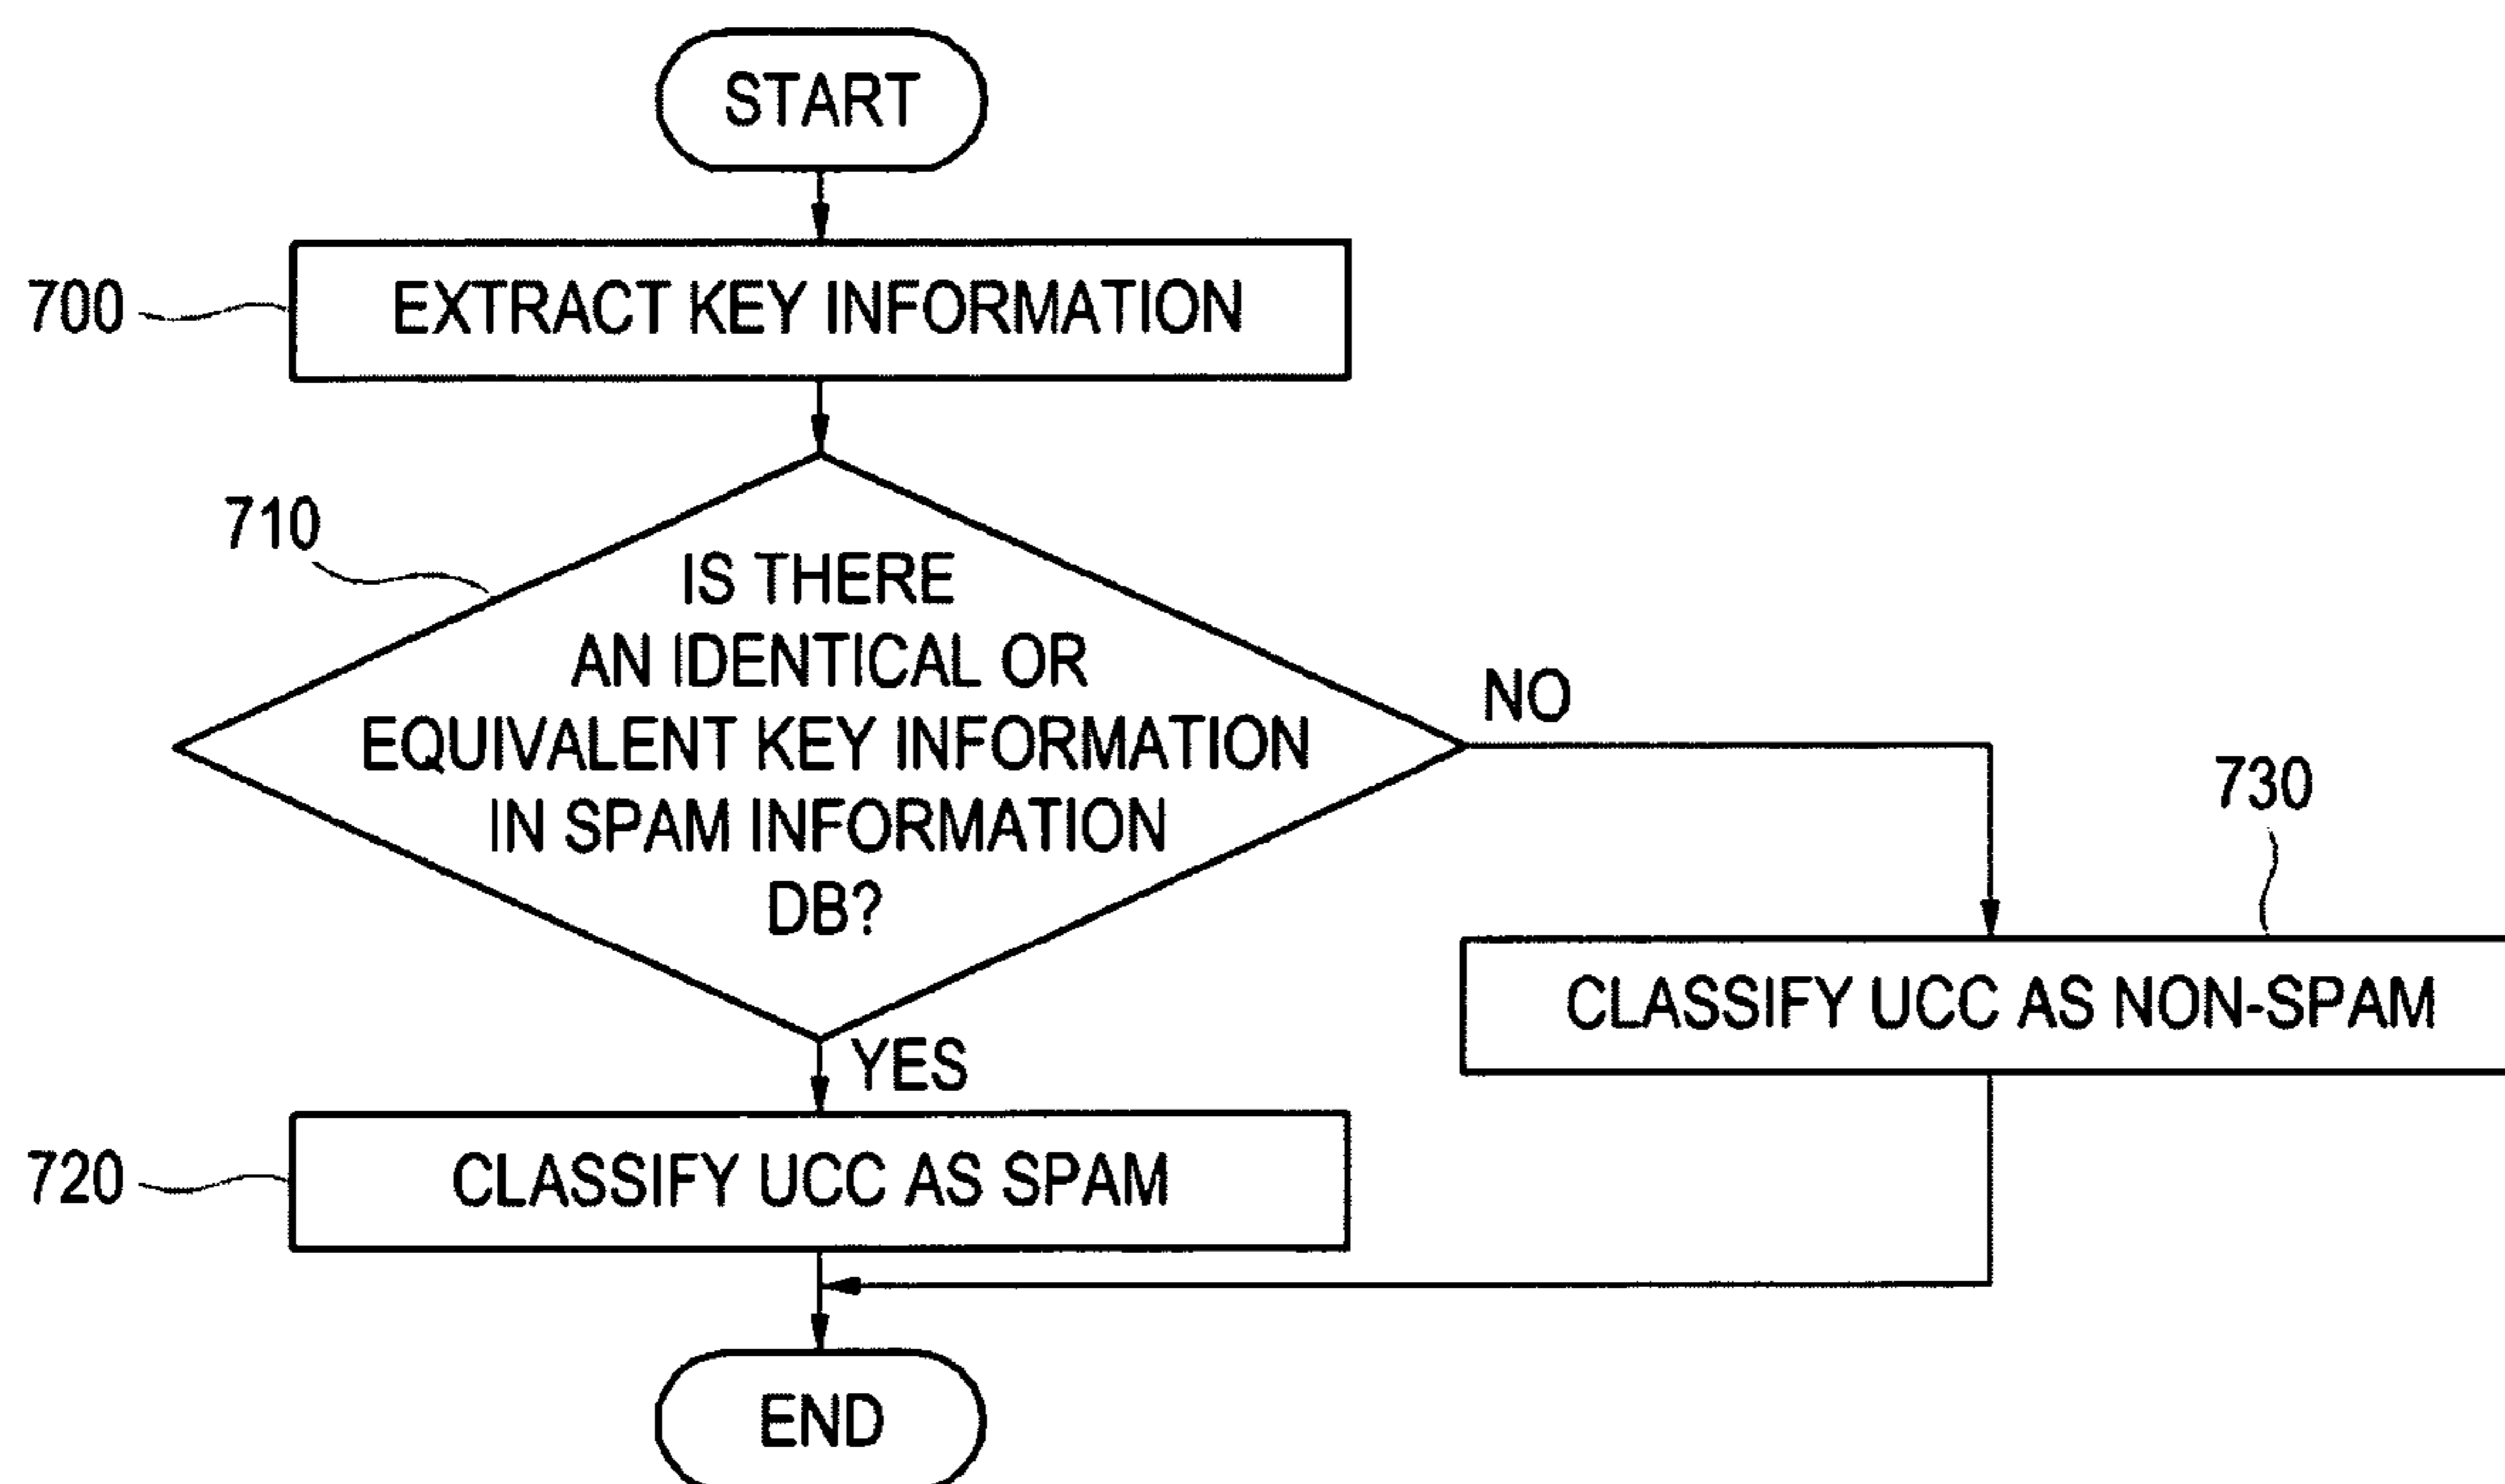 START
700
EXTRACT KEY INFORMATION
710
IS THERE
AN IDENTICAL OR
EQUIVALENT KEY INFORMATION
IN SPAM INFORMATION
DB?
NO
730
CLASSIFY UCC AS NON-SPAM
YES
720
CLASSIFY UCC AS SPAM
END